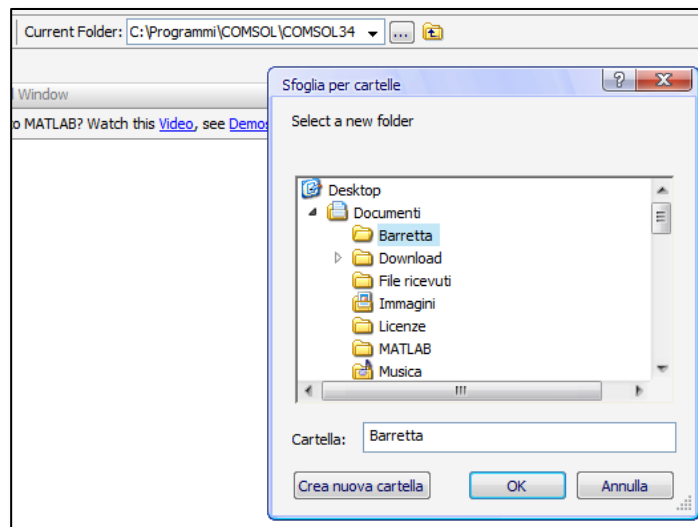 Current Folder: C:\Programmi\COMSOL\COMSOL34
Window
Sfoglia per cartelle
to MATLAB? Watch this Video, see Demos
Select a new folder
Desktop
Documenti
Barretta
Download
File ricevuti
Immagini
Licenze
MATLAB
Musica
Cartella: Barretta
Crea nuova cartella OK Annulla